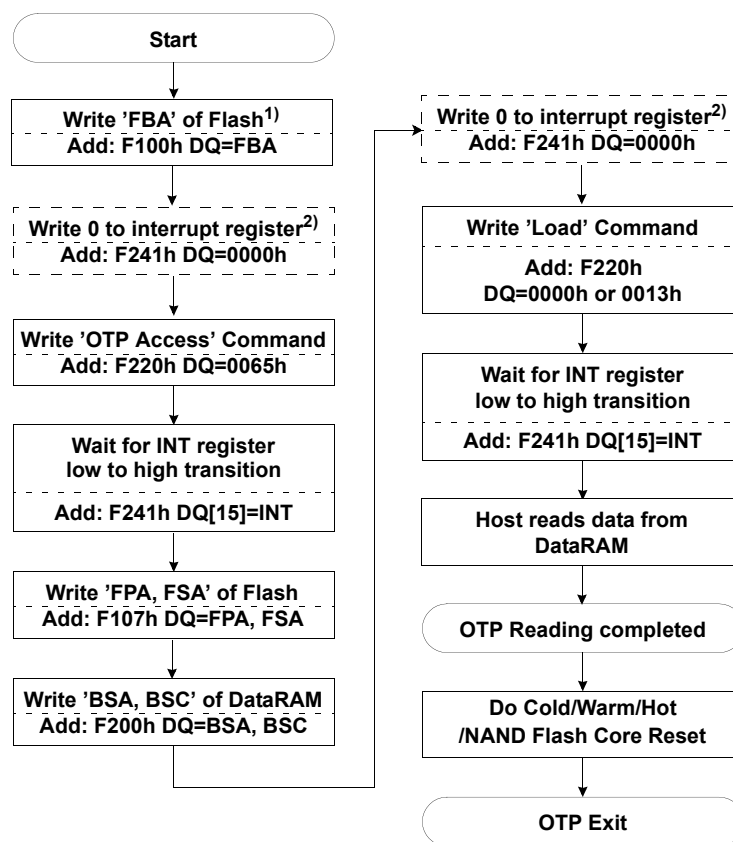 Start
Write 'FBA' of Flash1)
Add: F100h DQ=FBA
Write 0 to interrupt register2)
Add: F241h DQ=0000h
Write 'OTP Access' Command
Add: F220h DQ=0065h
Wait for INT register
low to high transition
Add: F241h DQ[15]=INT
Write 'FPA, FSA' of Flash
Add: F107h DQ=FPA, FSA
Write 'BSA, BSC' of DataRAM
Add: F200h DQ=BSA, BSC
Write 0 to interrupt register2)
Add: F241h DQ=0000h
Write 'Load' Command
Add: F220h
DQ=0000h or 0013h
Wait for INT register
low to high transition
Add: F241h DQ[15]=INT
Host reads data from
DataRAM
OTP Reading completed
Do Cold/Warm/Hot
/NAND Flash Core Reset
OTP Exit